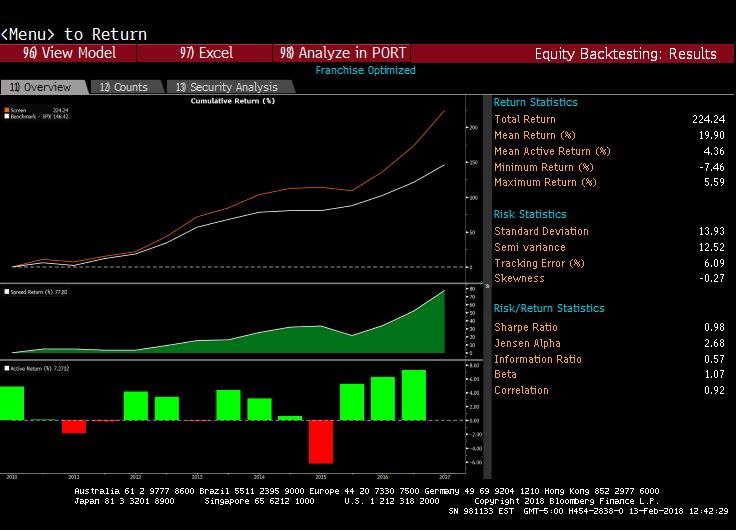 <Menu> to Return
96) View Model 97) Excel 98) Analyze in PORT Equity Backtesting: Results
Franchise Optimized
11) Overview 12) Counts 13) Security Analysis
Cumulative Return (%)
Screen 224.24
Benchmark - SPX 146.42
200
150
100
50
0
Spread Return (%) 77.82
80
70
60
50
40
30
20
10
0
Active Return (%) 7.2712
8.00
6.00
4.00
2.00
0.00
-2.00
-4.00
-6.00
2010 2011 2012 2013 2014 2015 2016 2017
Return Statistics
Total Return 224.24
Mean Return (%) 19.90
Mean Active Return (%) 4.36
Minimum Return (%) -7.46
Maximum Return (%) 5.59
Risk Statistics
Standard Deviation 13.93
Semi variance 12.52
Tracking Error (%) 6.09
Skewness -0.27
Risk/Return Statistics
Sharpe Ratio 0.98
Jensen Alpha 2.68
Information Ratio 0.57
Beta 1.07
Correlation 0.92
»
Australia 61 2 9777 8600 Brazil 5511 2395 9000 Europe 44 20 7330 7500 Germany 49 69 9204 1210 Hong Kong 852 2977 6000
Japan 81 3 3201 8900 Singapore 65 6212 1000 U.S. 1 212 318 2000 Copyright 2018 Bloomberg Finance L.P.
SN 981133 EST GMT-5:00 H454-2838-0 13-Feb-2018 12:42:29